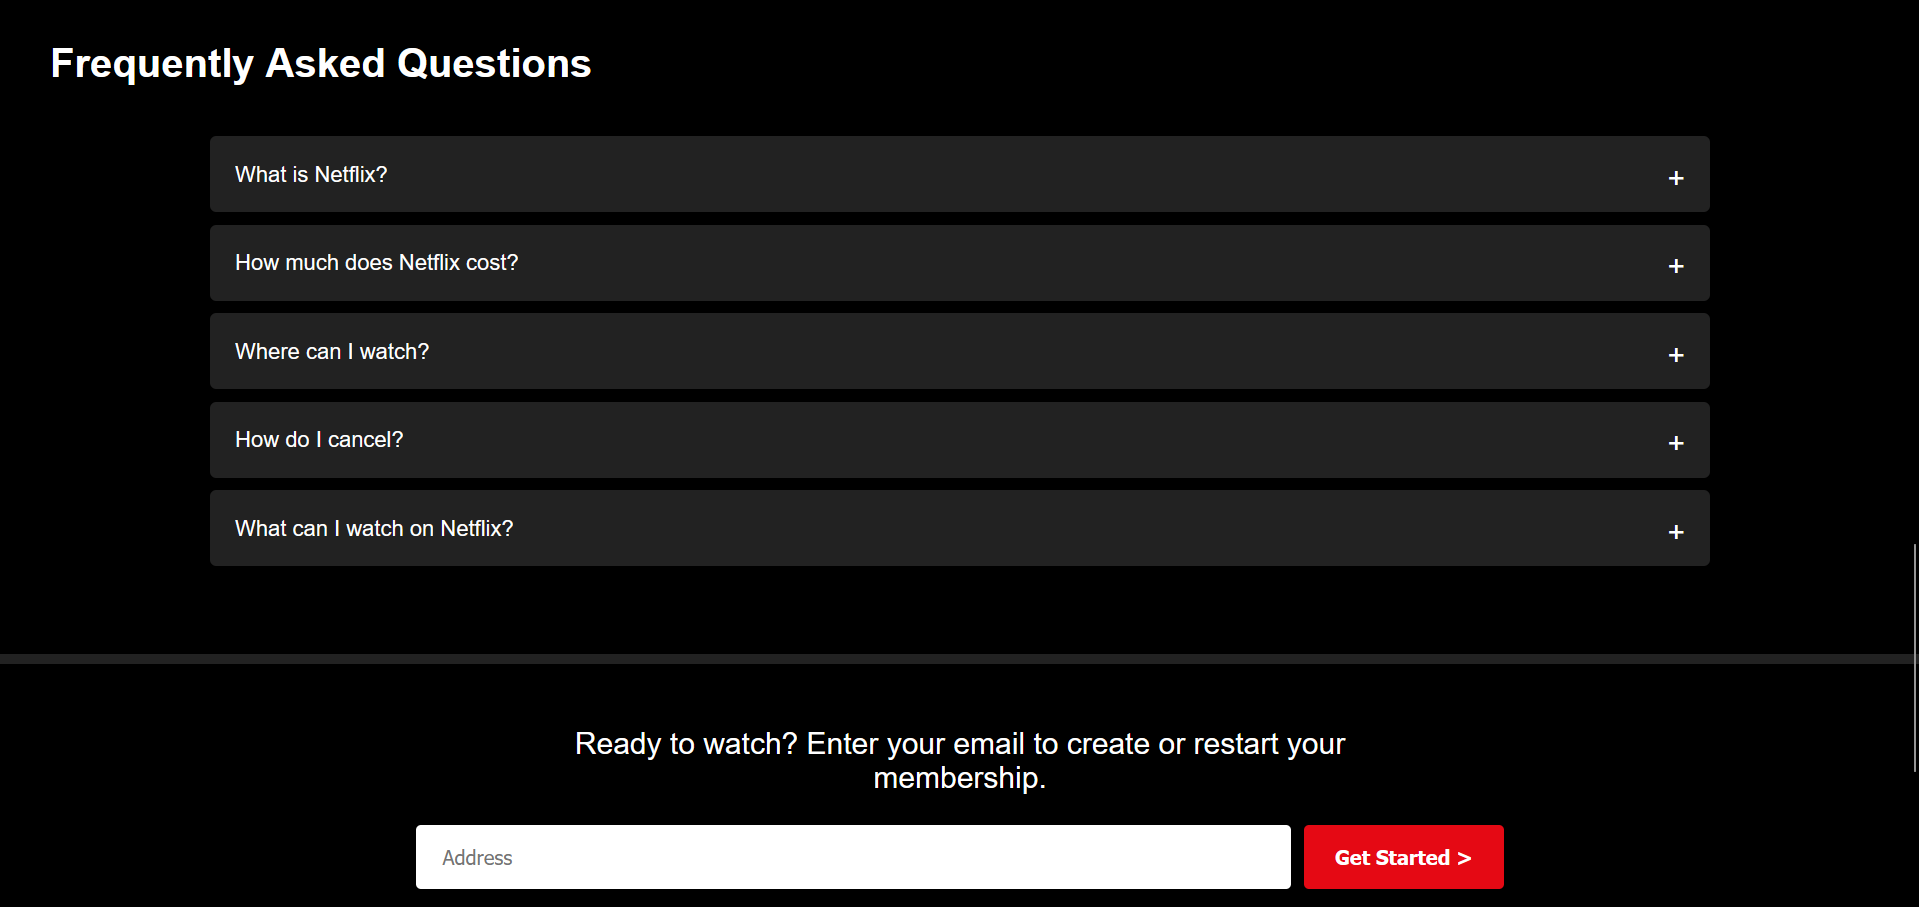 Frequently Asked Questions
What is Netflix?
+
How much does Netflix cost?
+
Where can I watch?
+
How do I cancel?
+
What can I watch on Netflix?
+
Ready to watch? Enter your email to create or restart your
membership.
Address
Get Started >